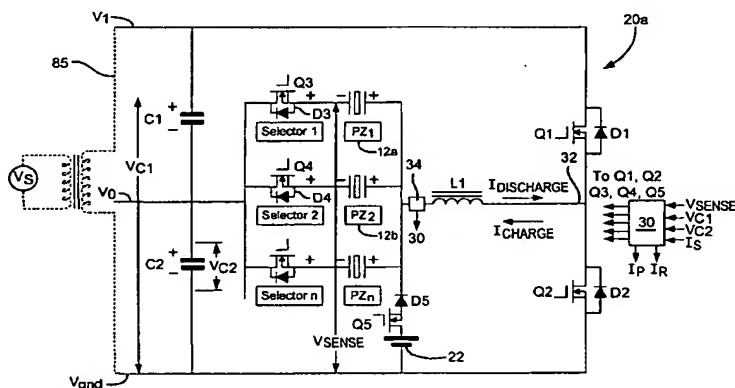 V1
85
20a
Q3
D3
Selector 1
PZ1
12a
C1
VC1
VS
V0
Q4
D4
Selector 2
PZ2
12b
34
30
L1
IDISCHARGE
ICHARGE
32
Q1
D1
To Q1, Q2
Q3, Q4, Q5
30
VSENSE
VC1
VC2
IS
IP
IR
C2
VC2
Selector n
PZn
VSENSE
D5
Q5
22
Q2
D2
Vgnd